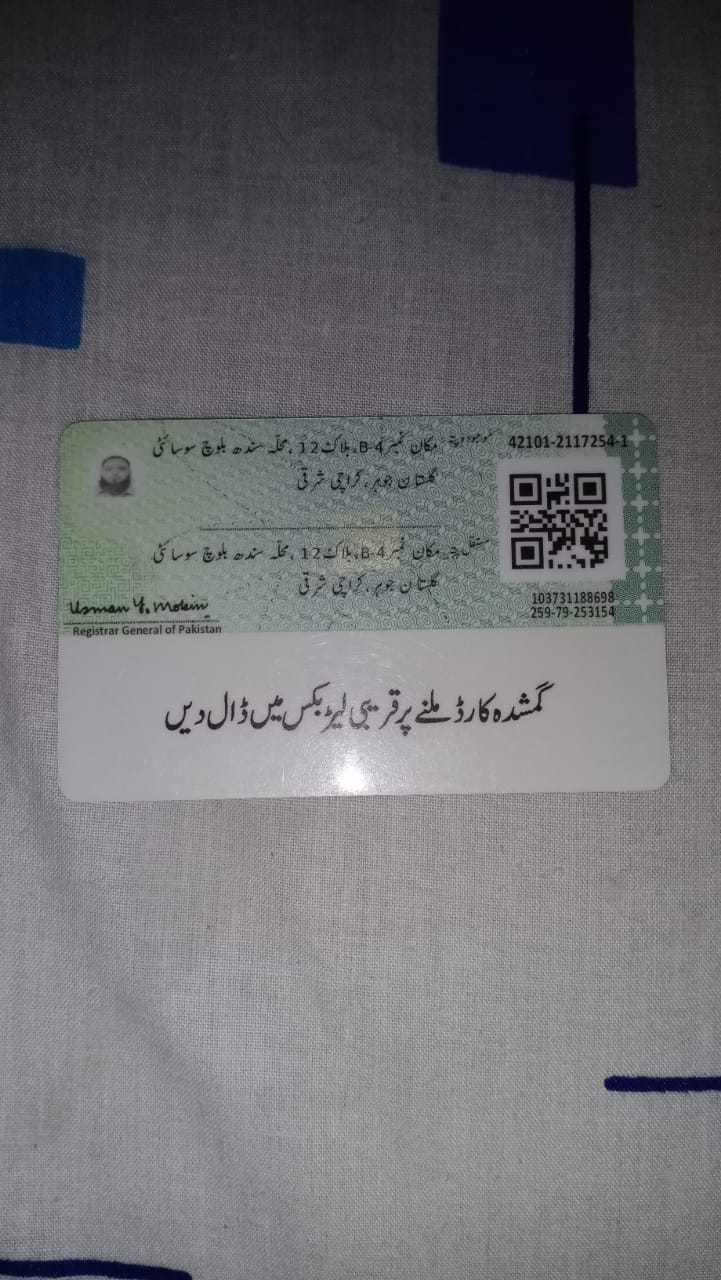 42101-2117254-1
موجودہ پتہ مکان نمبر B-4، بلاک 12، محلہ سندھ بلوچ سوسائٹی
گلستان جوہر، کراچی شرقی
مستقل پتہ مکان نمبر B-4، بلاک 12، محلہ سندھ بلوچ سوسائٹی
گلستان جوہر، کراچی شرقی
103731188698
259-79-253154
Usman Y. Mobin
Registrar General of Pakistan
گمشدہ کارڈ ملنے پر قریبی لیٹر بکس میں ڈال دیں